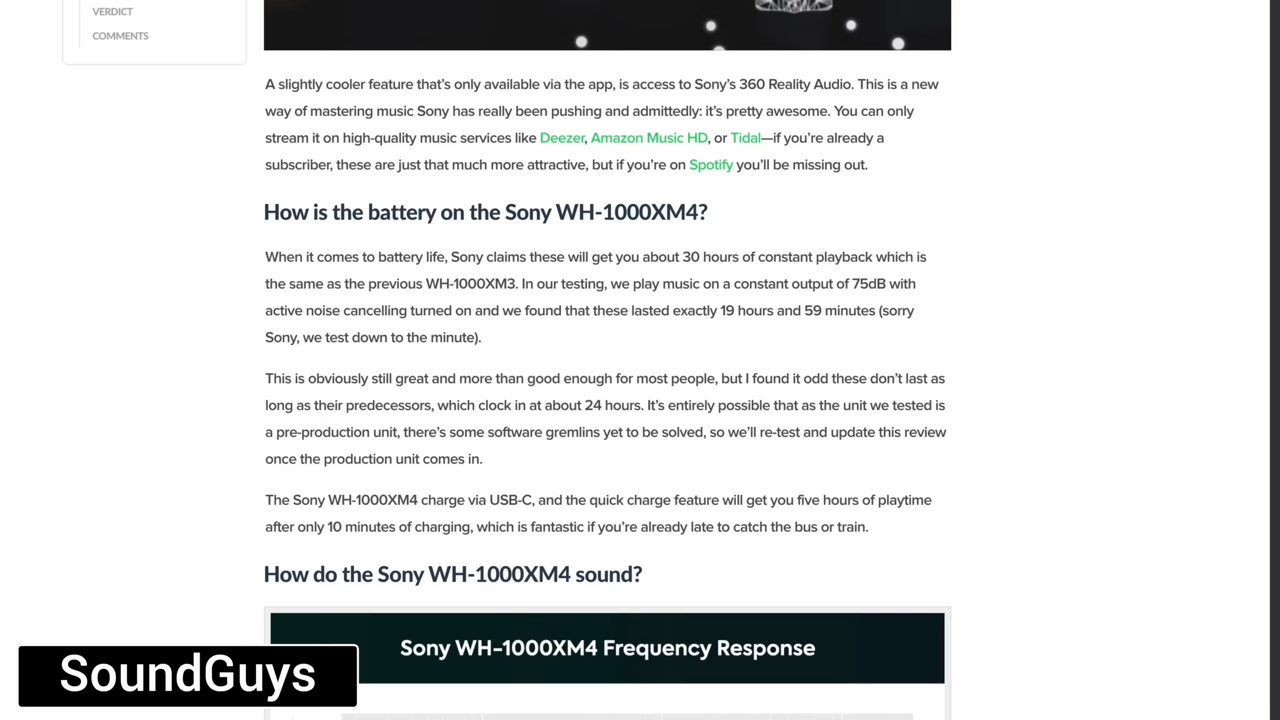 VERDICT
COMMENTS
A slightly cooler feature that’s only available via the app, is access to Sony’s 360 Reality Audio. This is a new
way of mastering music Sony has really been pushing and admittedly: it’s pretty awesome. You can only
stream it on high-quality music services like Deezer, Amazon Music HD, or Tidal—if you’re already a
subscriber, these are just that much more attractive, but if you’re on Spotify you’ll be missing out.
How is the battery on the Sony WH-1000XM4?
When it comes to battery life, Sony claims these will get you about 30 hours of constant playback which is
the same as the previous WH-1000XM3. In our testing, we play music on a constant output of 75dB with
active noise cancelling turned on and we found that these lasted exactly 19 hours and 59 minutes (sorry
Sony, we test down to the minute).
This is obviously still great and more than good enough for most people, but I found it odd these don’t last as
long as their predecessors, which clock in at about 24 hours. It’s entirely possible that as the unit we tested is
a pre-production unit, there’s some software gremlins yet to be solved, so we’ll re-test and update this review
once the production unit comes in.
The Sony WH-1000XM4 charge via USB-C, and the quick charge feature will get you five hours of playtime
after only 10 minutes of charging, which is fantastic if you’re already late to catch the bus or train.
How do the Sony WH-1000XM4 sound?
Sony WH-1000XM4 Frequency Response
SoundGuys